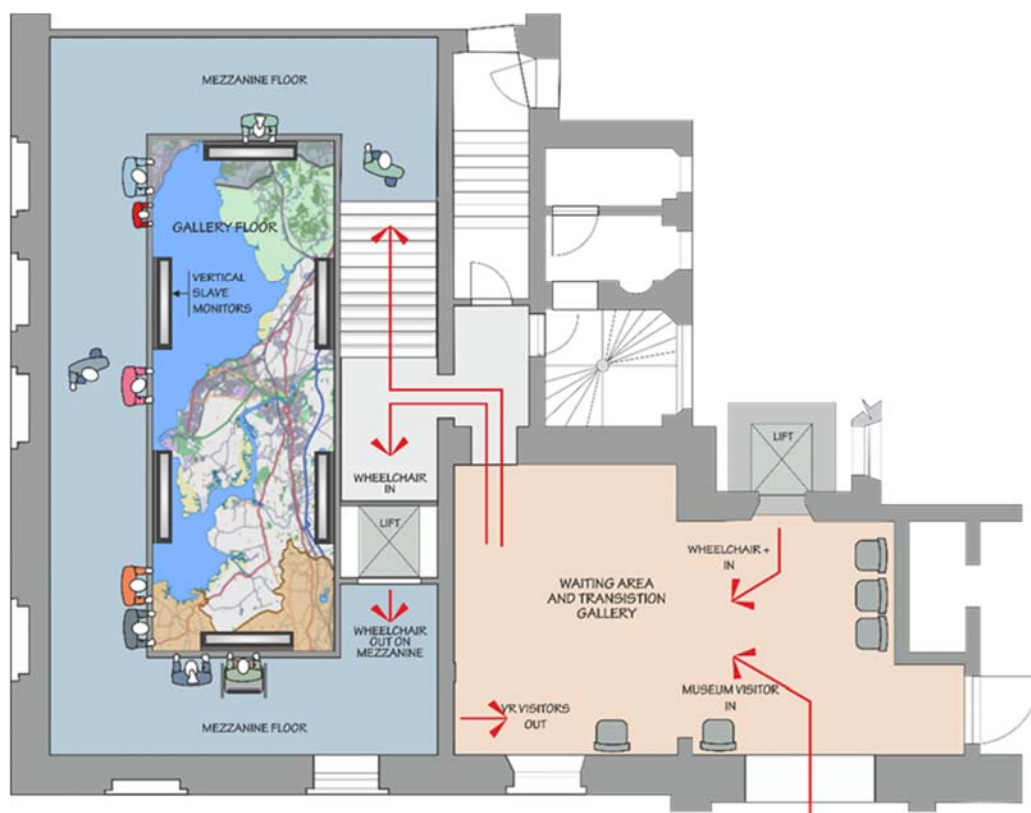 MEZZANINE FLOOR
GALLERY FLOOR
VERTICAL
SLAVE
MONITORS
WHEELCHAIR
IN
LIFT
WHEELCHAIR
OUT ON
MEZZANINE
MEZZANINE FLOOR
LIFT
WHEELCHAIR +
IN
WAITING AREA
AND TRANSISTION
GALLERY
MUSEUM VISITOR
IN
VR VISITORS
OUT